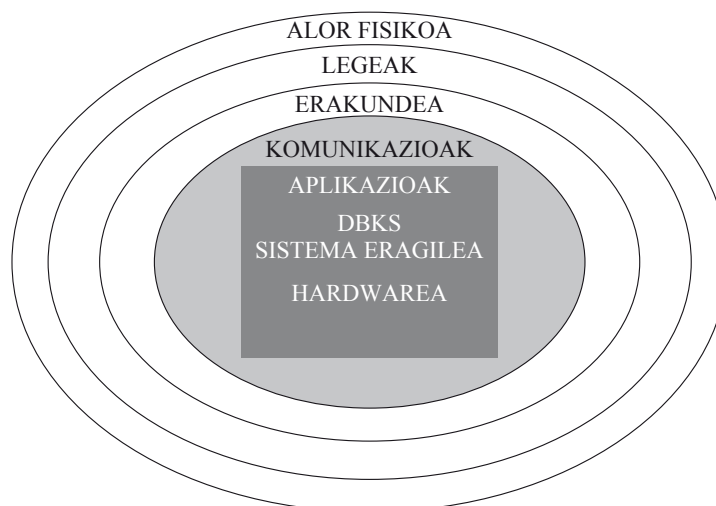 ALOR FISIKOA
LEGEAK
ERAKUNDEA
KOMUNIKAZIOAK
APLIKAZIOAK
DBKS
SISTEMA ERAGILEA
HARDWAREA